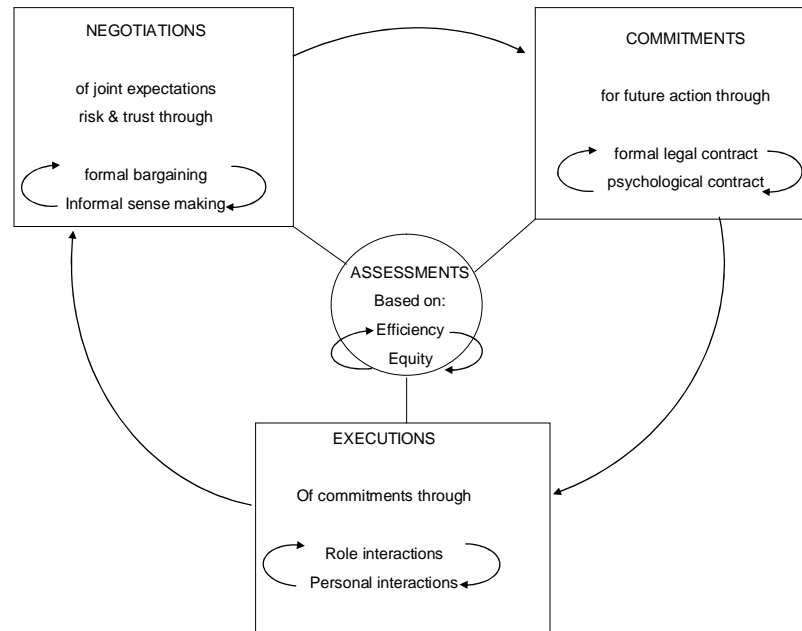 NEGOTIATIONS
of joint expectations
risk & trust through
formal bargaining
Informal sense making
COMMITMENTS
for future action through
formal legal contract
psychological contract
ASSESSMENTS
Based on:
Efficiency
Equity
EXECUTIONS
Of commitments through
Role interactions
Personal interactions